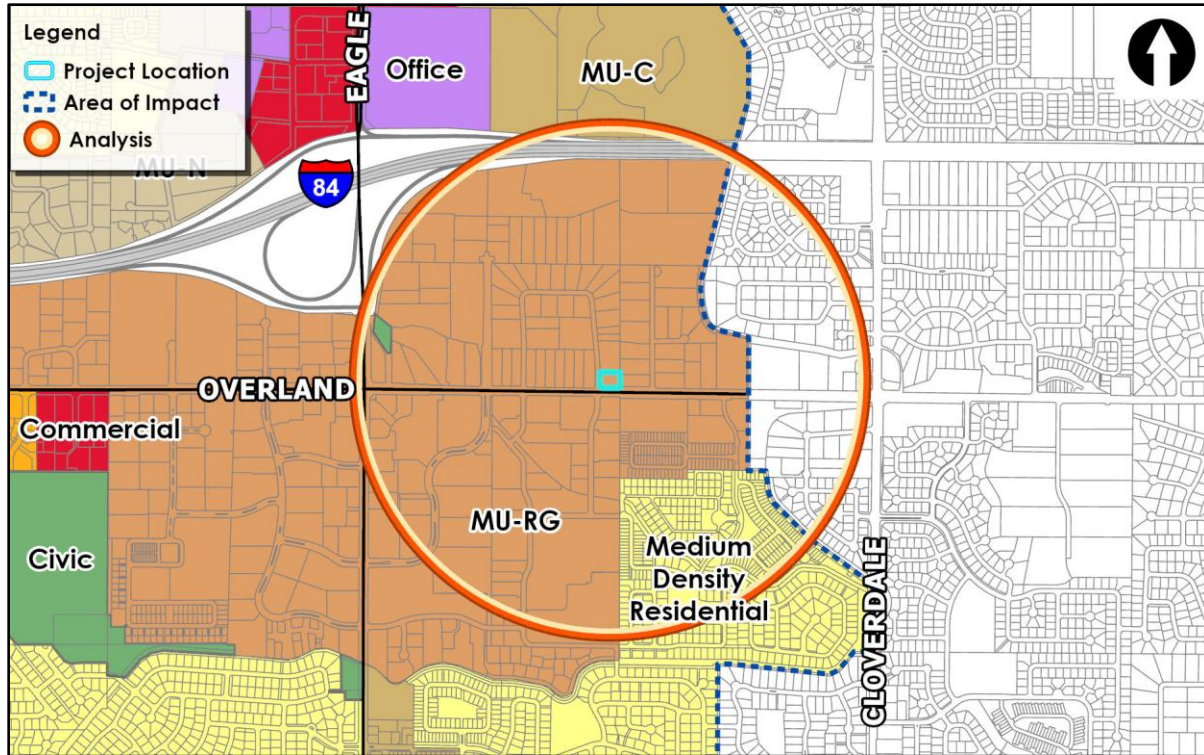 Legend
Project Location
Area of Impact
Analysis
EAGLE
Office
MU-C
MU-N
84
OVERLAND
Commercial
MU-RG
Civic
Medium
Density
Residential
CLOVERDALE